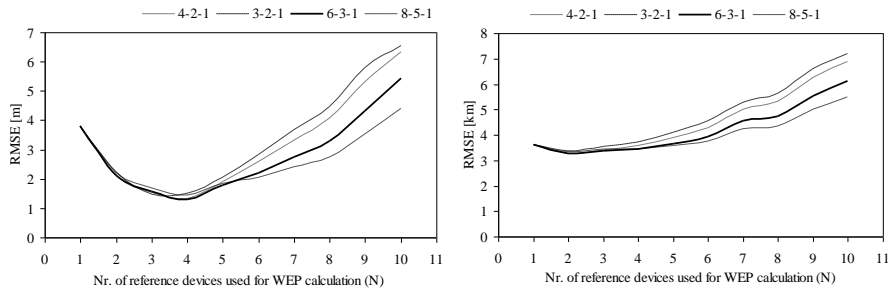 4-2-1 3-2-1 6-3-1 8-5-1
7
6
5
4
3
2
1
0
RMSE [m]
0 1 2 3 4 5 6 7 8 9 10 11
Nr. of reference devices used for WEP calculation (N)
4-2-1 3-2-1 6-3-1 8-5-1
8
7
6
5
4
3
2
1
0
RMSE [km]
0 1 2 3 4 5 6 7 8 9 10 11
Nr. of reference devices used for WEP calculation (N)